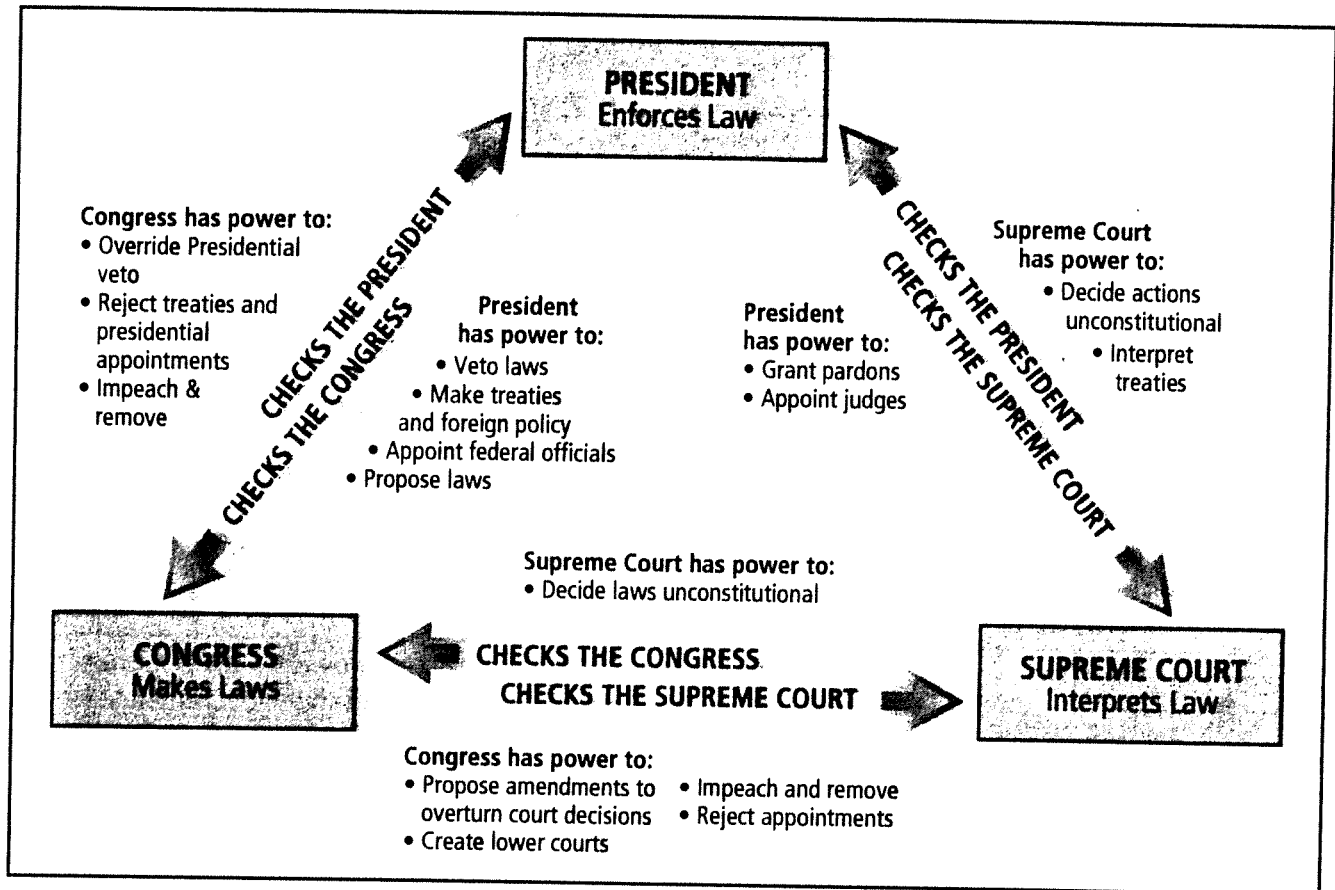 PRESIDENT
Enforces Law
Congress has power to:
• Override Presidential
veto
• Reject treaties and
presidential
appointments
• Impeach &
remove
CHECKS THE PRESIDENT
CHECKS THE CONGRESS
President
has power to:
• Veto laws
• Make treaties
and foreign policy
• Appoint federal officials
• Propose laws
President
has power to:
• Grant pardons
• Appoint judges
CHECKS THE PRESIDENT
CHECKS THE SUPREME COURT
Supreme Court
has power to:
• Decide actions
unconstitutional
• Interpret
treaties
Supreme Court has power to:
• Decide laws unconstitutional
CONGRESS
Makes Laws
CHECKS THE CONGRESS
CHECKS THE SUPREME COURT
SUPREME COURT
Interprets Law
Congress has power to:
• Propose amendments to
overturn court decisions
• Create lower courts
• Impeach and remove
• Reject appointments